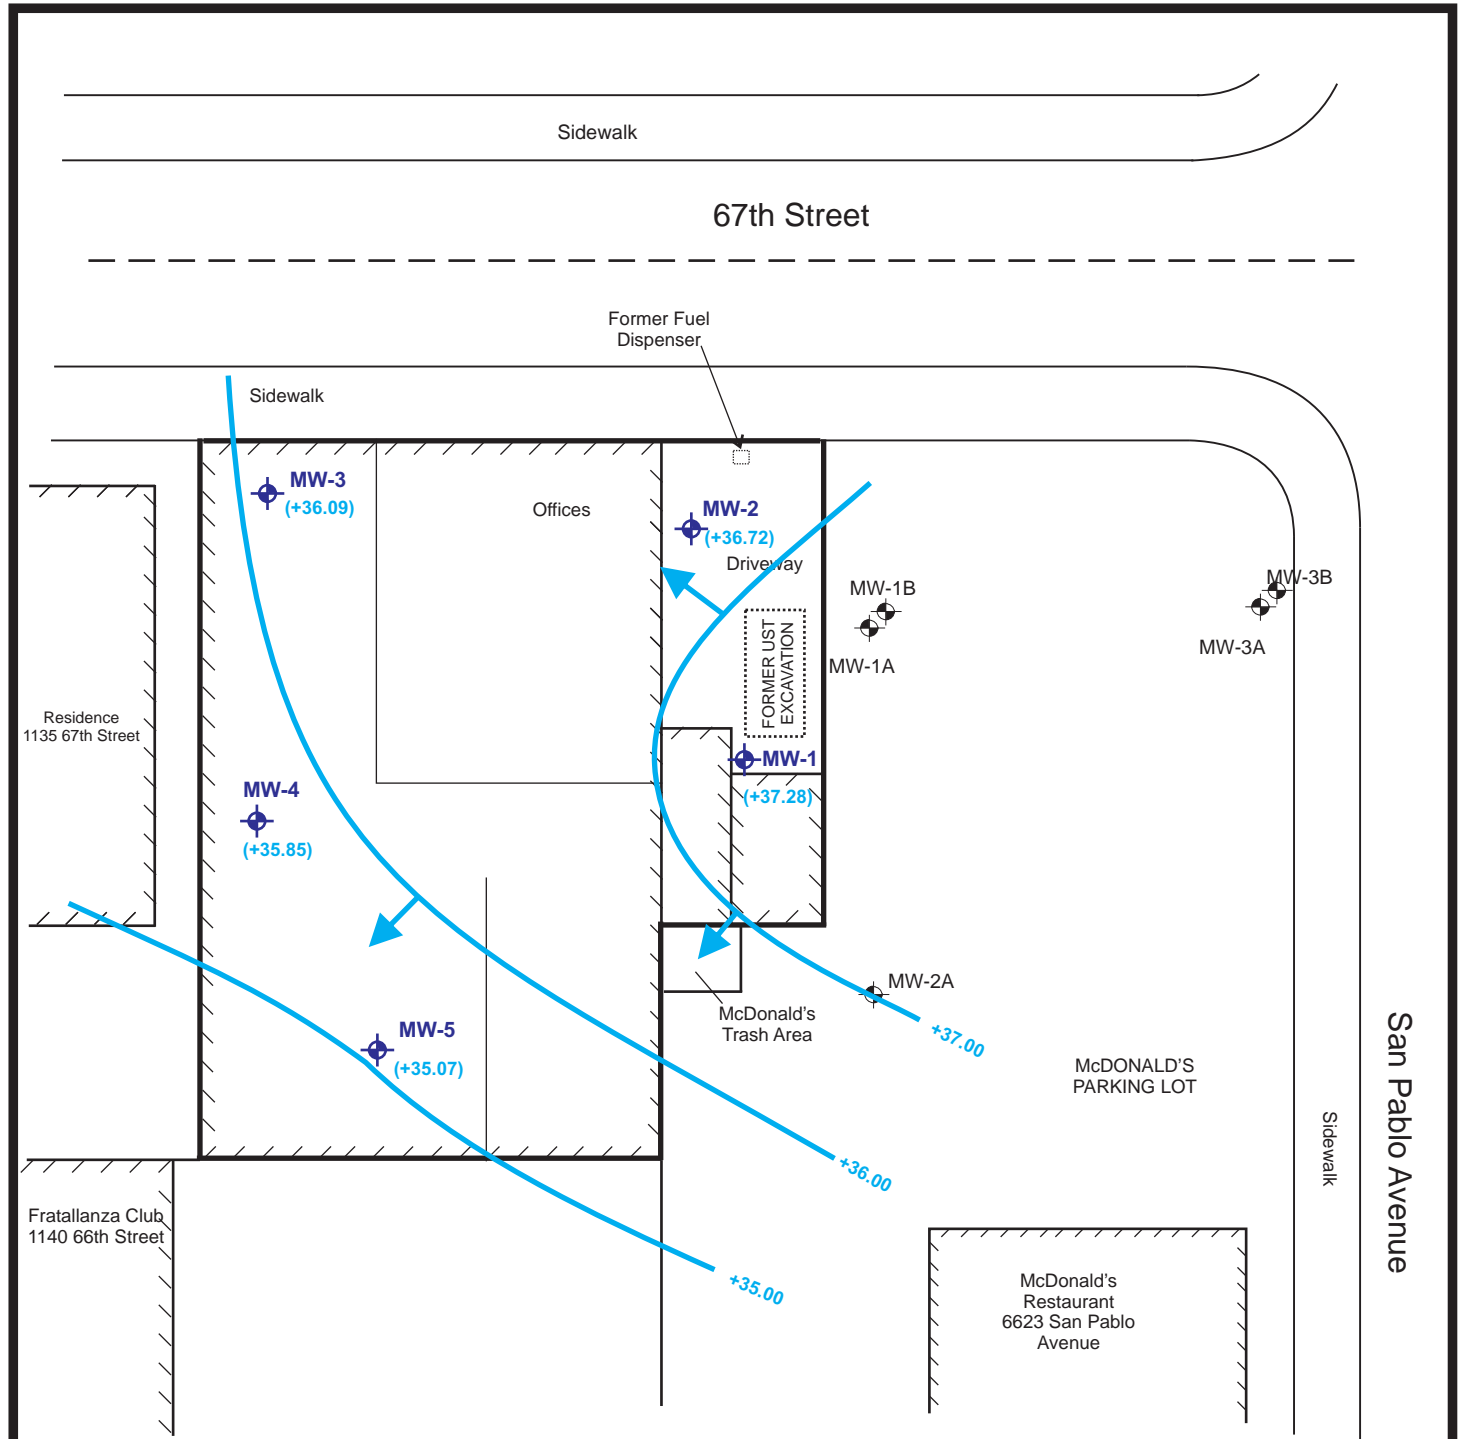 Sidewalk
67th Street
Former Fuel
Dispenser
Sidewalk
MW-3
(+36.09)
Offices
MW-2
(+36.72)
Driveway
MW-1B
MW-1A
MW-3B
MW-3A
FORMER UST
EXCAVATION
Residence
1135 67th Street
MW-1
(+37.28)
MW-4
(+35.85)
MW-2A
McDonald's
Trash Area
+37.00
MW-5
(+35.07)
McDONALD'S
PARKING LOT
San Pablo Avenue
Sidewalk
+36.00
Fratallanza Club
1140 66th Street
+35.00
McDonald's
Restaurant
6623 San Pablo
Avenue